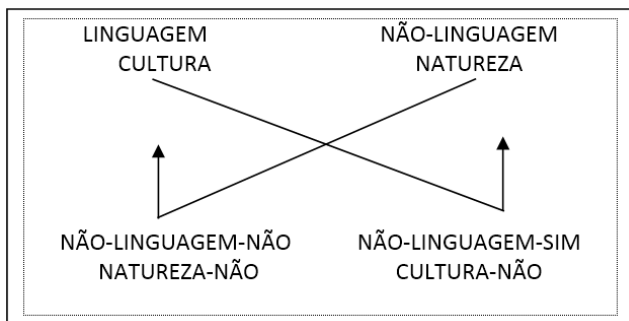 LINGUAGEM
CULTURA
NÃO-LINGUAGEM
NATUREZA
NÃO-LINGUAGEM-NÃO
NATUREZA-NÃO
NÃO-LINGUAGEM-SIM
CULTURA-NÃO